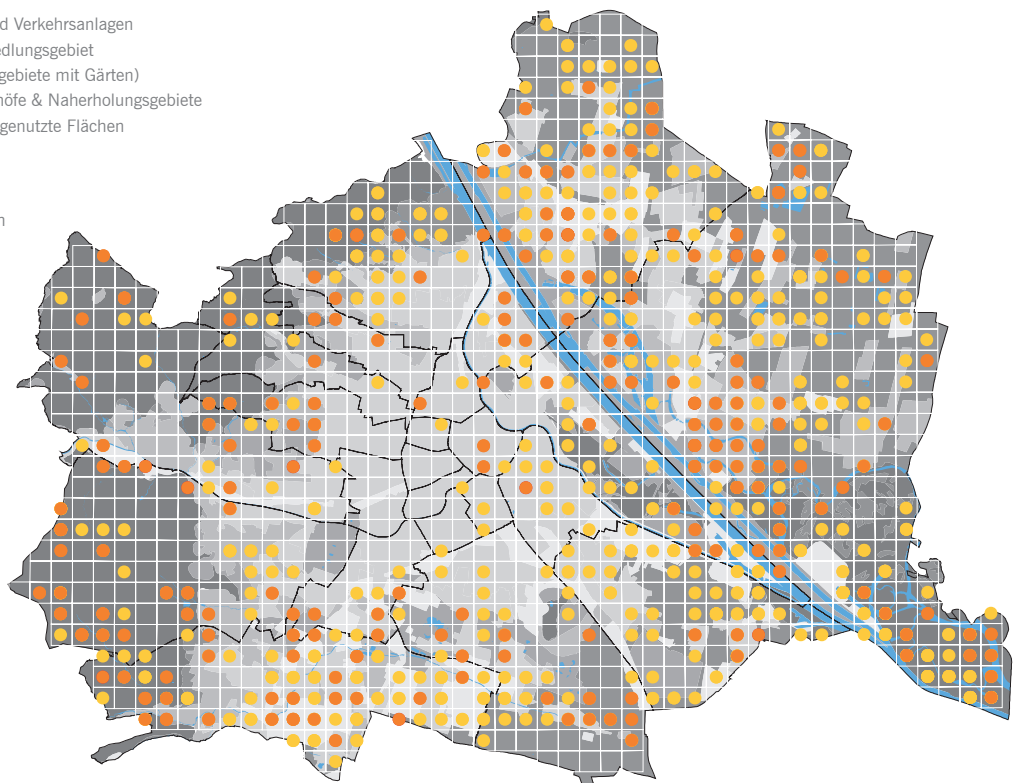 d Verkehrsanlagen
edlungsgebiet
gebiete mit Gärten)
höfe & Naherholungsgebiete
genutzte Flächen
n